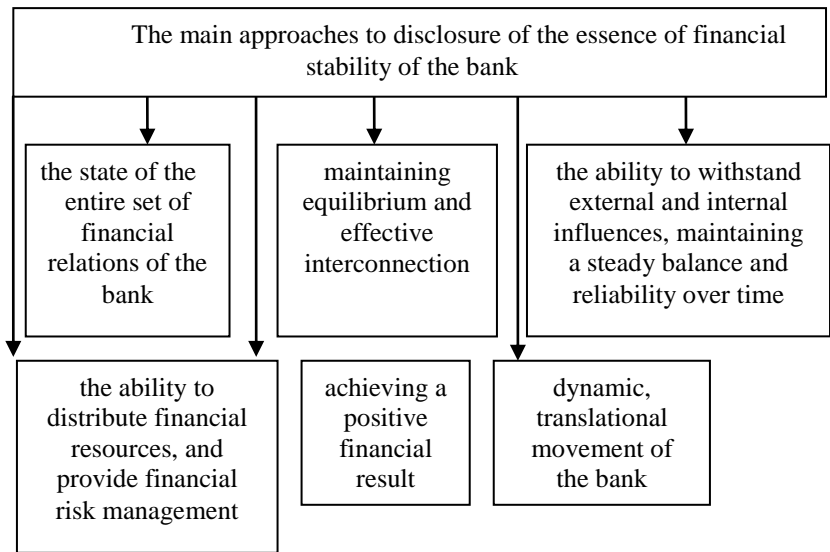 The main approaches to disclosure of the essence of financial
stability of the bank
the state of the
entire set of
financial
relations of the
bank
maintaining
equilibrium and
effective
interconnection
the ability to withstand
external and internal
influences, maintaining
a steady balance and
reliability over time
the ability to
distribute financial
resources, and
provide financial
risk management
achieving a
positive
financial
result
dynamic,
translational
movement of
the bank